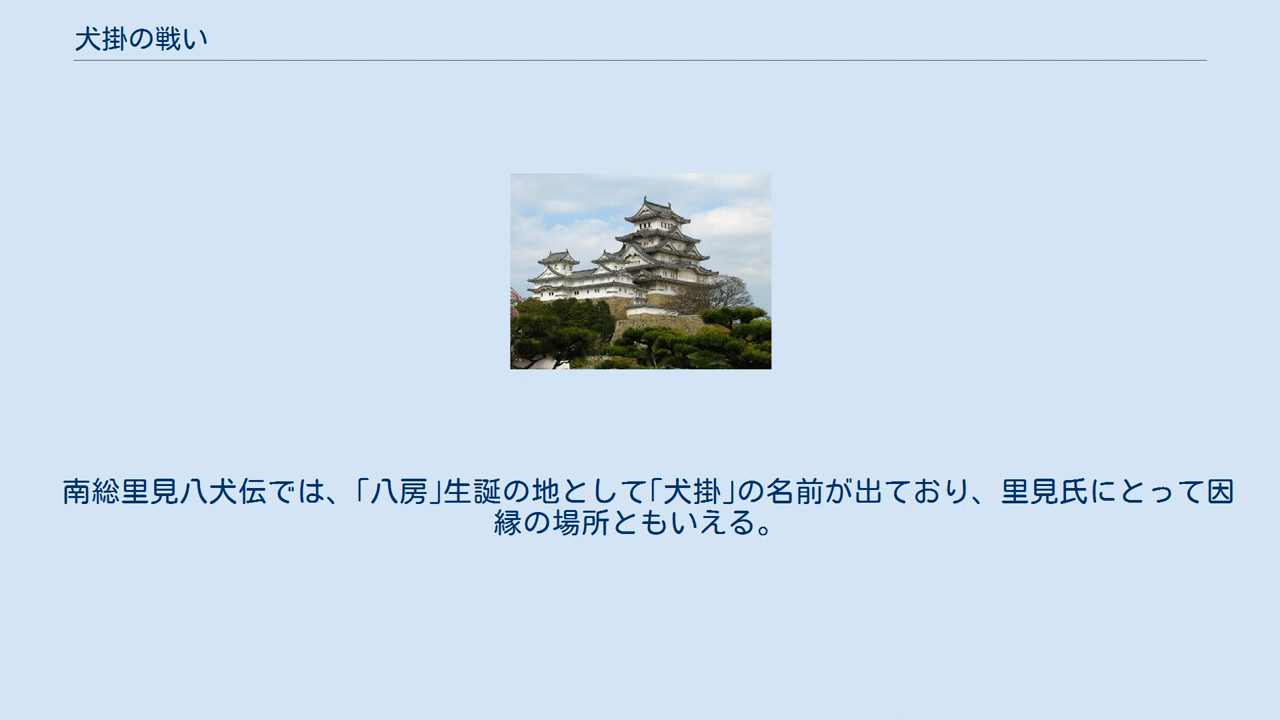 犬掛の戦い
南総里見八犬伝では、「八房」生誕の地として「犬掛」の名前が出ており、里見氏にとって因
縁の場所ともいえる。